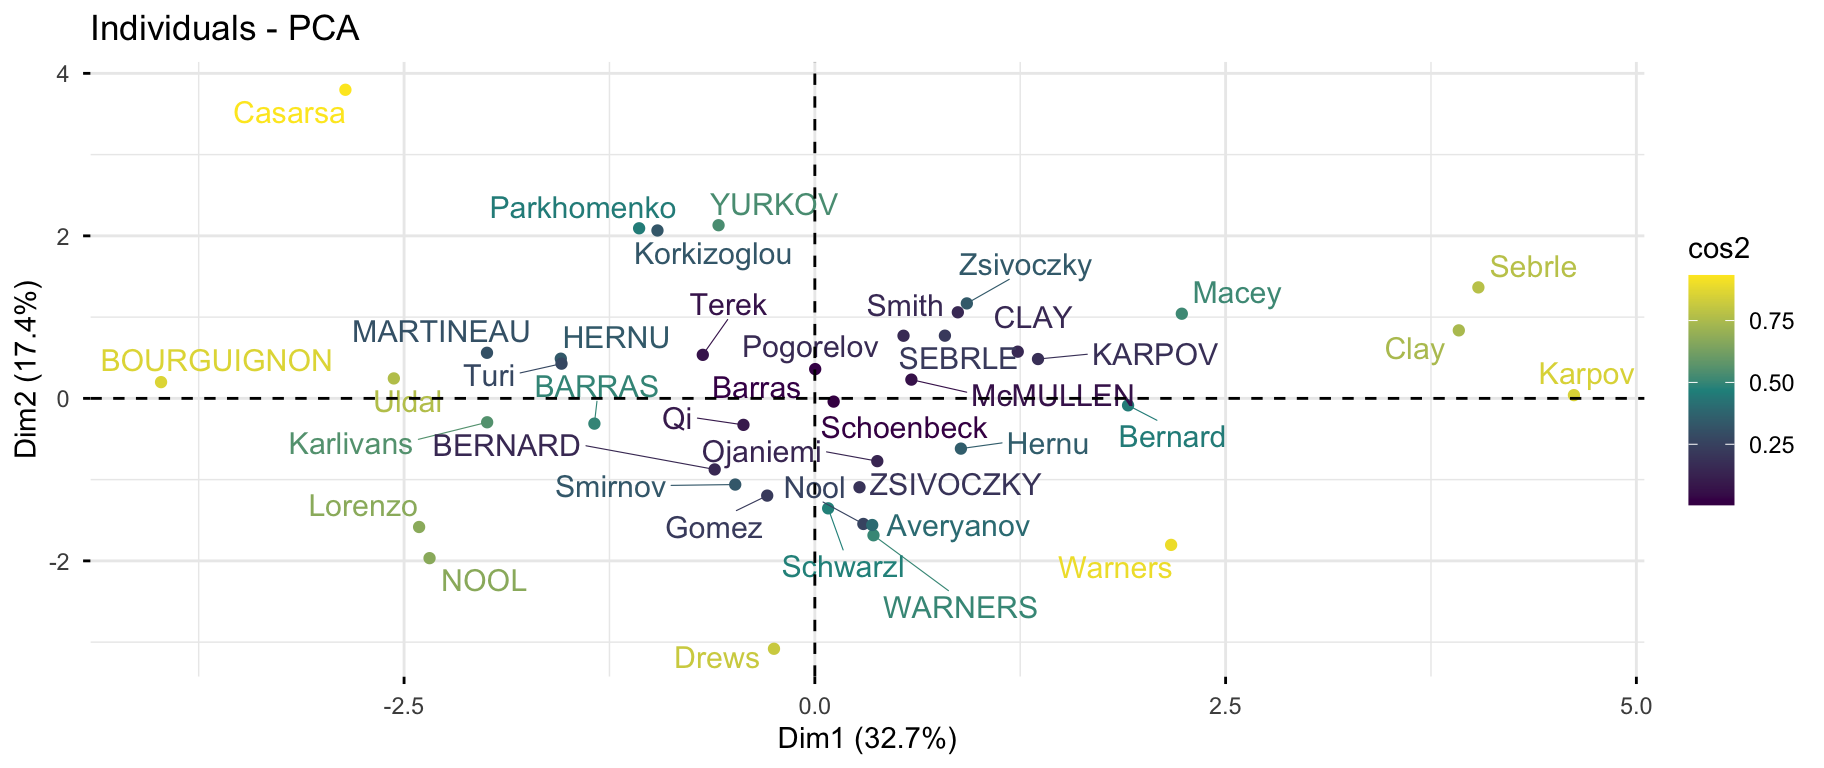 Individuals - PCA
4
2
0
-2
Dim2 (17.4%)
Casarsa
Parkhomenko
YURKOV
Korkizoglou
Zsivoczky
Sebrle
Macey
Terek
Smith
CLAY
MARTINEAU
HERNU
Pogorelov
SEBRLE
KARPOV
Clay
BOURGUIGNON
Turi
BARRAS
Barras
McMULLEN
Karpov
Uldal
Qi
Schoenbeck
Bernard
Karlivans
BERNARD
Ojaniemi
Hernu
Smirnov
Nool
ZSIVOCZKY
Lorenzo
Gomez
Averyanov
NOOL
Schwarzl
Warners
WARNERS
Drews
-2.5
0.0
2.5
5.0
Dim1 (32.7%)
cos2
0.75
0.50
0.25